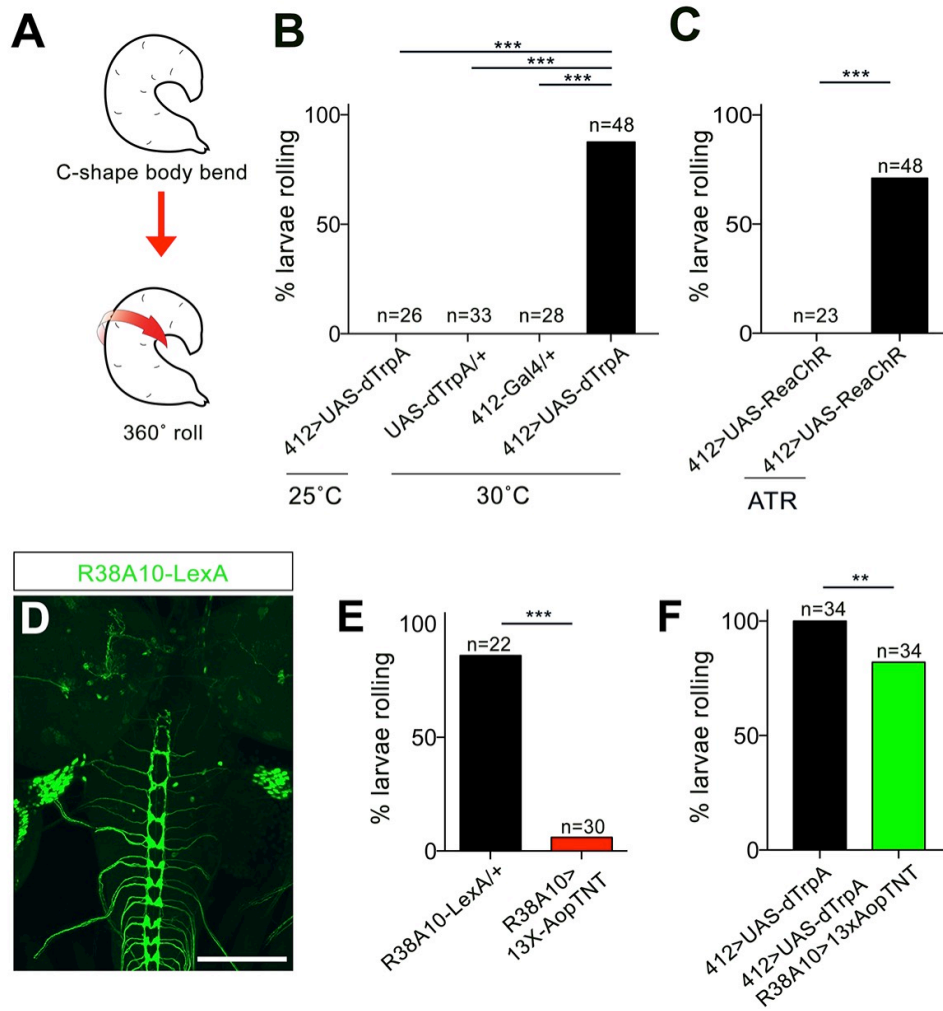 A
C-shape body bend
360˚ roll
B
***
***
***
% larvae rolling
100
50
0
n=26
n=33
n=28
n=48
412>UAS-dTrpA
UAS-dTrpA/+
412-Gal4/+
412>UAS-dTrpA
25˚C
30˚C
C
***
% larvae rolling
100
50
0
n=23
n=48
412>UAS-ReaChR
412>UAS-ReaChR
ATR
R38A10-LexA
D
E
***
% larvae rolling
100
50
0
n=22
n=30
R38A10-LexA/+
R38A10>
13X-AopTNT
F
**
% larvae rolling
100
50
0
n=34
n=34
412>UAS-dTrpA
412>UAS-dTrpA
R38A10>13xAopTNT